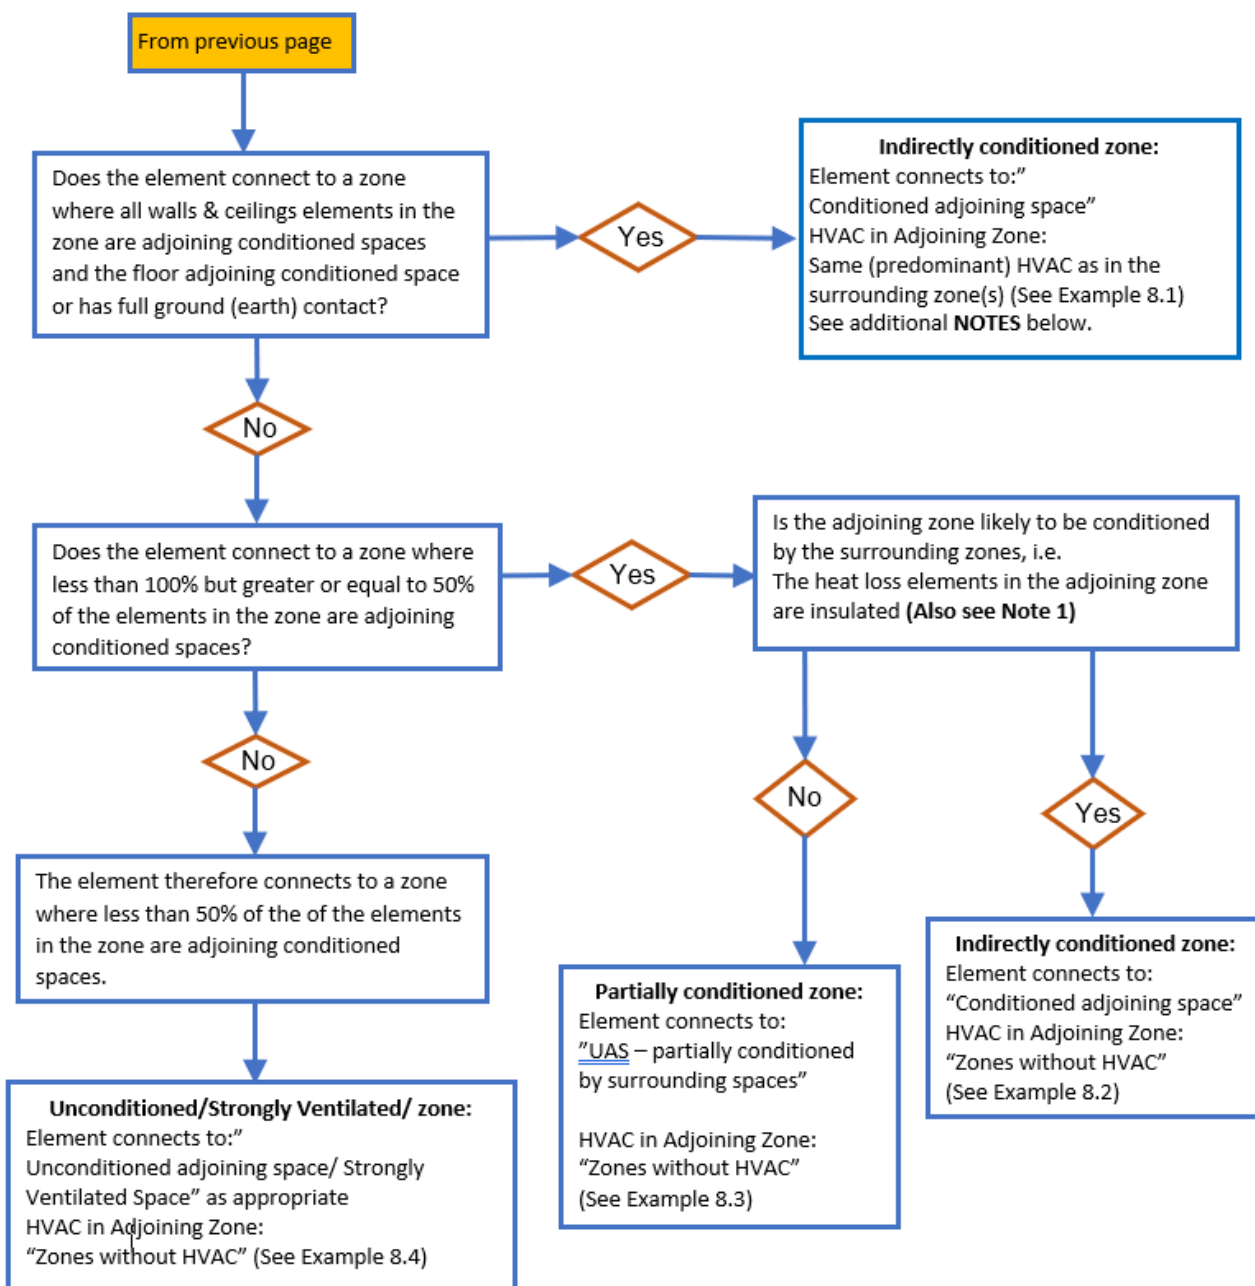 From previous page
Does the element connect to a zone
where all walls & ceilings elements in the
zone are adjoining conditioned spaces
and the floor adjoining conditioned space
or has full ground (earth) contact?
Yes
Indirectly conditioned zone:
Element connects to:”
Conditioned adjoining space”
HVAC in Adjoining Zone:
Same (predominant) HVAC as in the
surrounding zone(s) (See Example 8.1)
See additional NOTES below.
No
Does the element connect to a zone where
less than 100% but greater or equal to 50%
of the elements in the zone are adjoining
conditioned spaces?
Yes
Is the adjoining zone likely to be conditioned
by the surrounding zones, i.e.
The heat loss elements in the adjoining zone
are insulated (Also see Note 1)
No
The element therefore connects to a zone
where less than 50% of the of the elements
in the zone are adjoining conditioned
spaces.
No
Yes
Partially conditioned zone:
Element connects to:
”UAS – partially conditioned
by surrounding spaces”
HVAC in Adjoining Zone:
“Zones without HVAC”
(See Example 8.3)
Indirectly conditioned zone:
Element connects to:
“Conditioned adjoining space”
HVAC in Adjoining Zone:
“Zones without HVAC”
(See Example 8.2)
Unconditioned/Strongly Ventilated/ zone:
Element connects to:”
Unconditioned adjoining space/ Strongly
Ventilated Space” as appropriate
HVAC in Adjoining Zone:
“Zones without HVAC” (See Example 8.4)